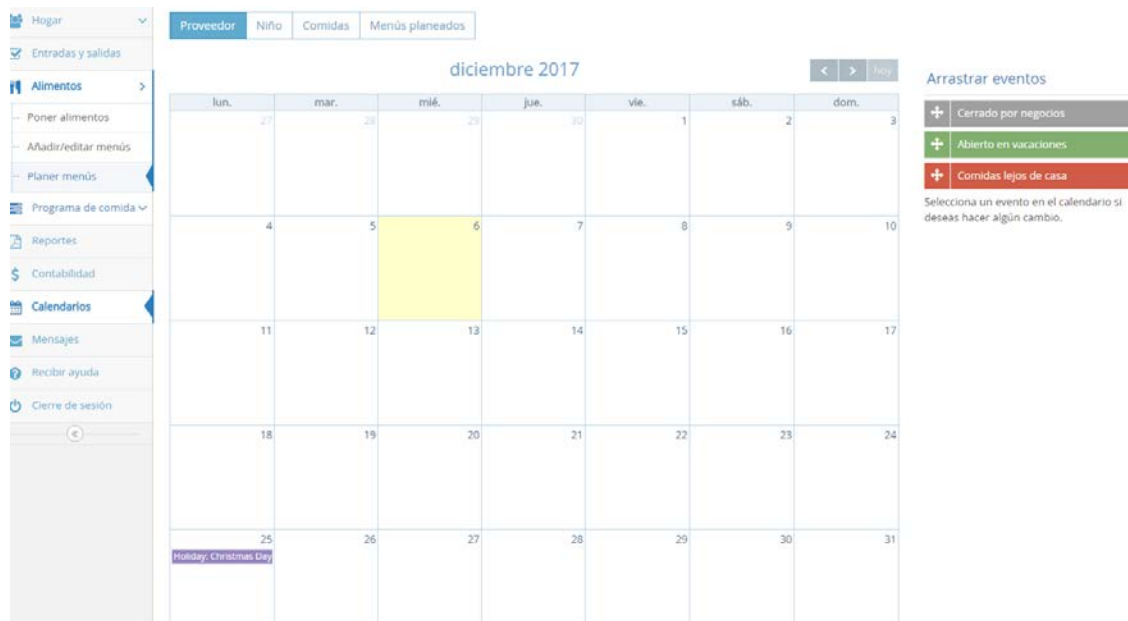 Hogar
Entradas y salidas
Alimentos
Poner alimentos
Añadir/editar menús
Planer menús
Programa de comida
Reportes
$ Contabilidad
Calendarios
Mensajes
Recibir ayuda
Cierre de sesión
Proveedor Niño Comidas Menús planeados
diciembre 2017
hoy
lun. mar. mié. jue. vie. sáb. dom.
27 28 29 30 1 2 3
4 5 6 7 8 9 10
11 12 13 14 15 16 17
18 19 20 21 22 23 24
25 26 27 28 29 30 31
Holiday: Christmas Day
Arrastrar eventos
Cerrado por negocios
Abierto en vacaciones
Comidas lejos de casa
Selecciona un evento en el calendario si
deseas hacer algún cambio.